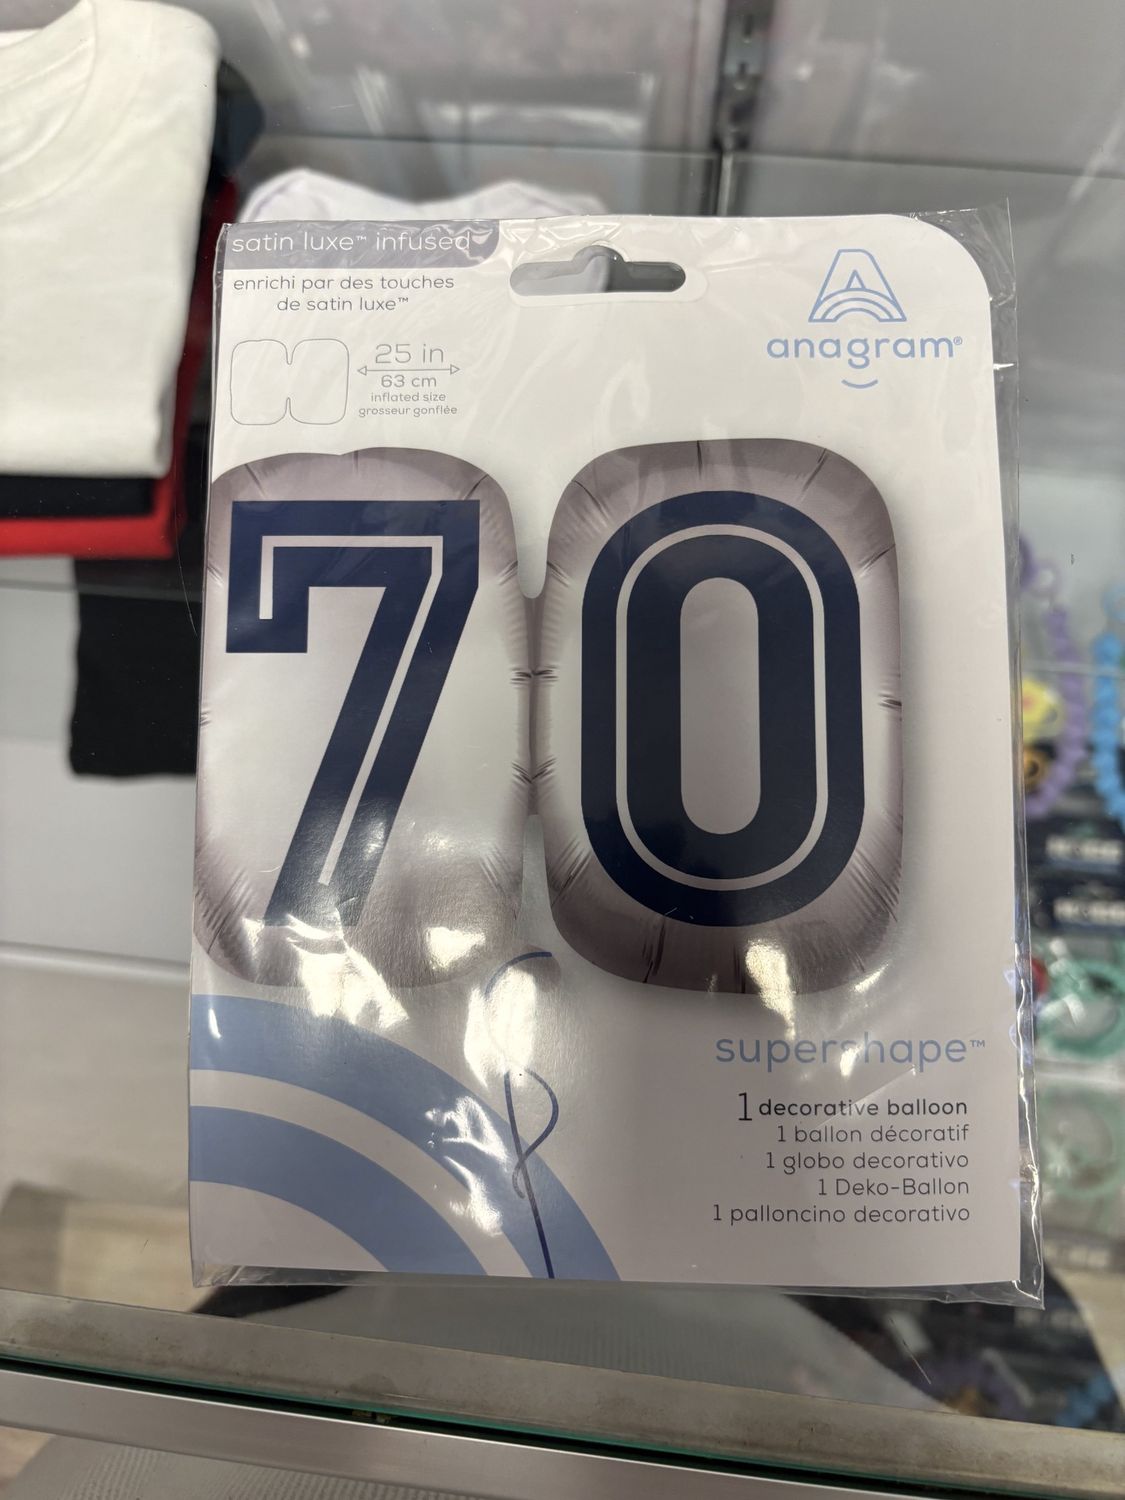 satin luxe™ infused
enrichi par des touches
de satin luxe™
25 in
63 cm
inflated size
grosseur gonflée
anagram®
70
supershape™
1 decorative balloon
1 ballon décoratif
1 globo decorativo
1 Deko-Ballon
1 palloncino decorativo